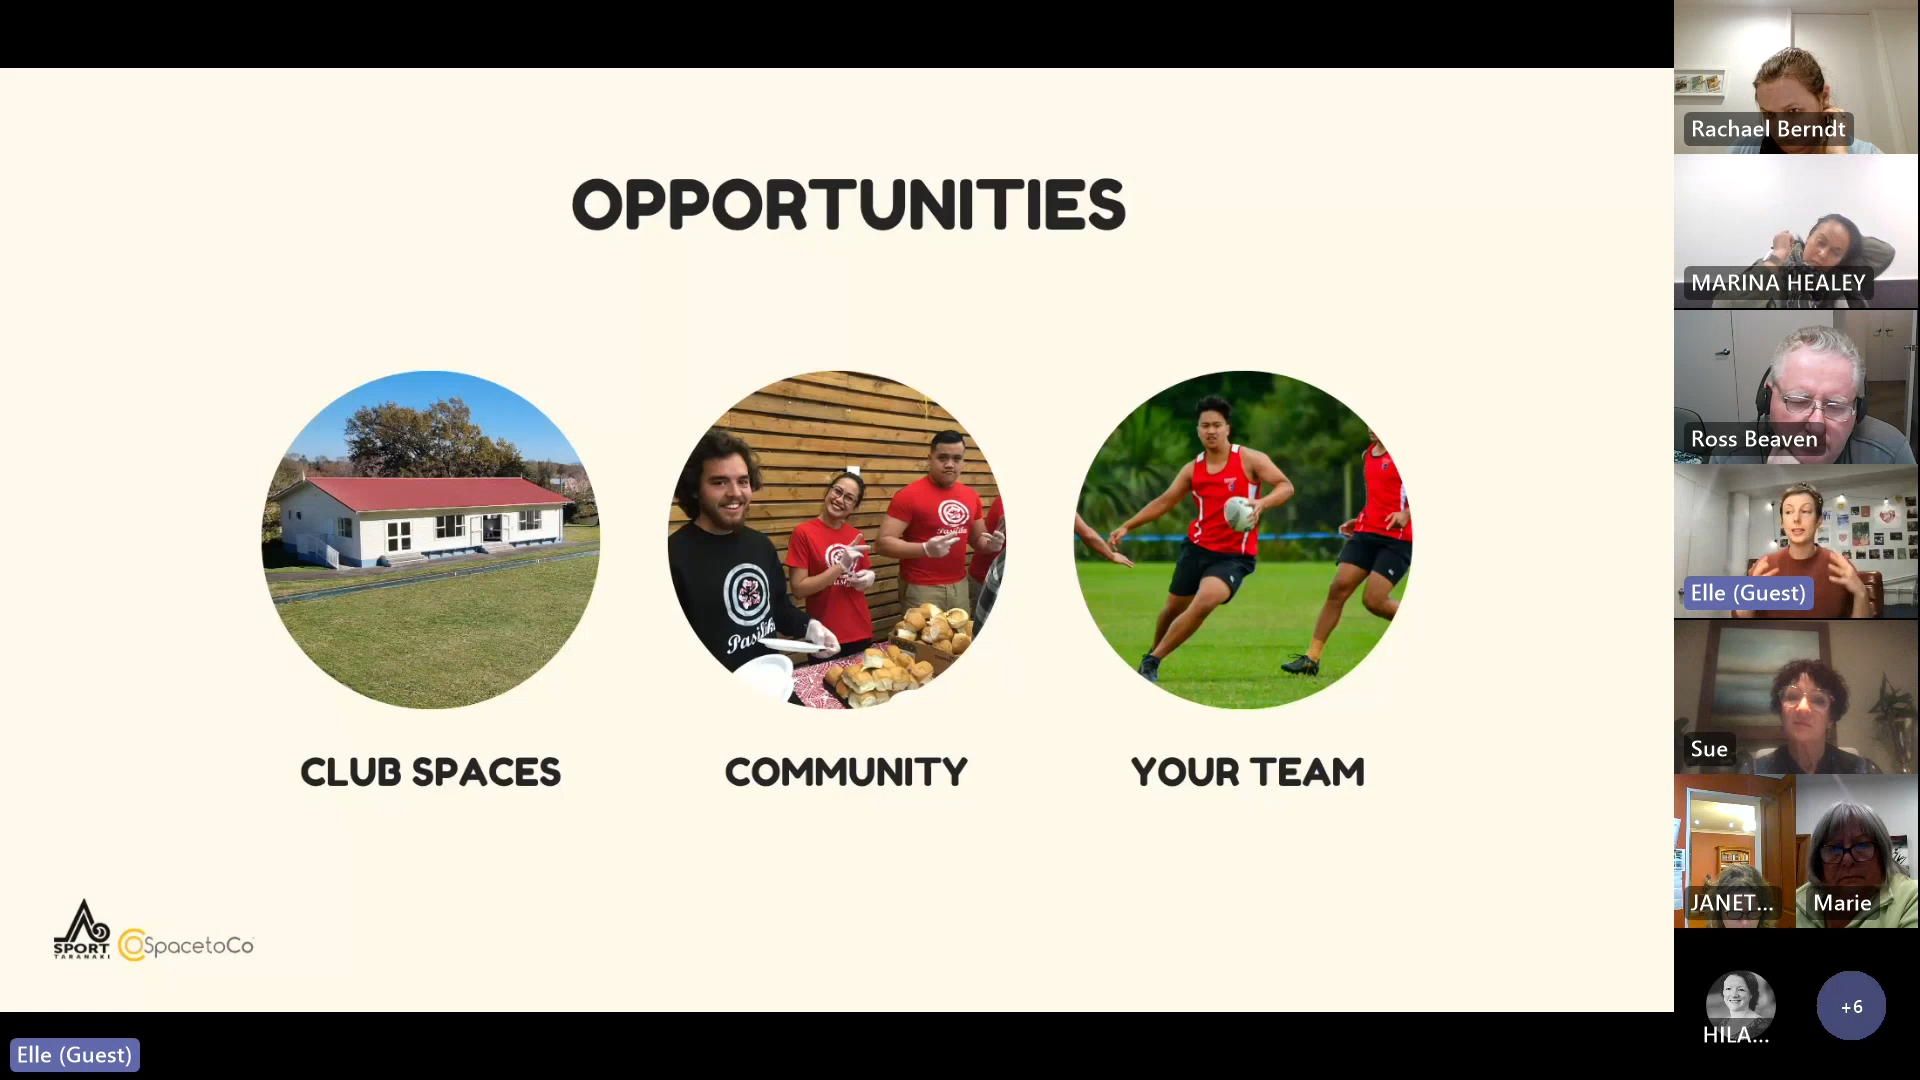 OPPORTUNITIES
CLUB SPACES
COMMUNITY
YOUR TEAM
Pasifika
SPORT
TARANAKI
SpacetoCo
Elle (Guest)
Rachael Berndt
MARINA HEALEY
Ross Beaven
Elle (Guest)
Sue
JANET...
Marie
HILA...
+6